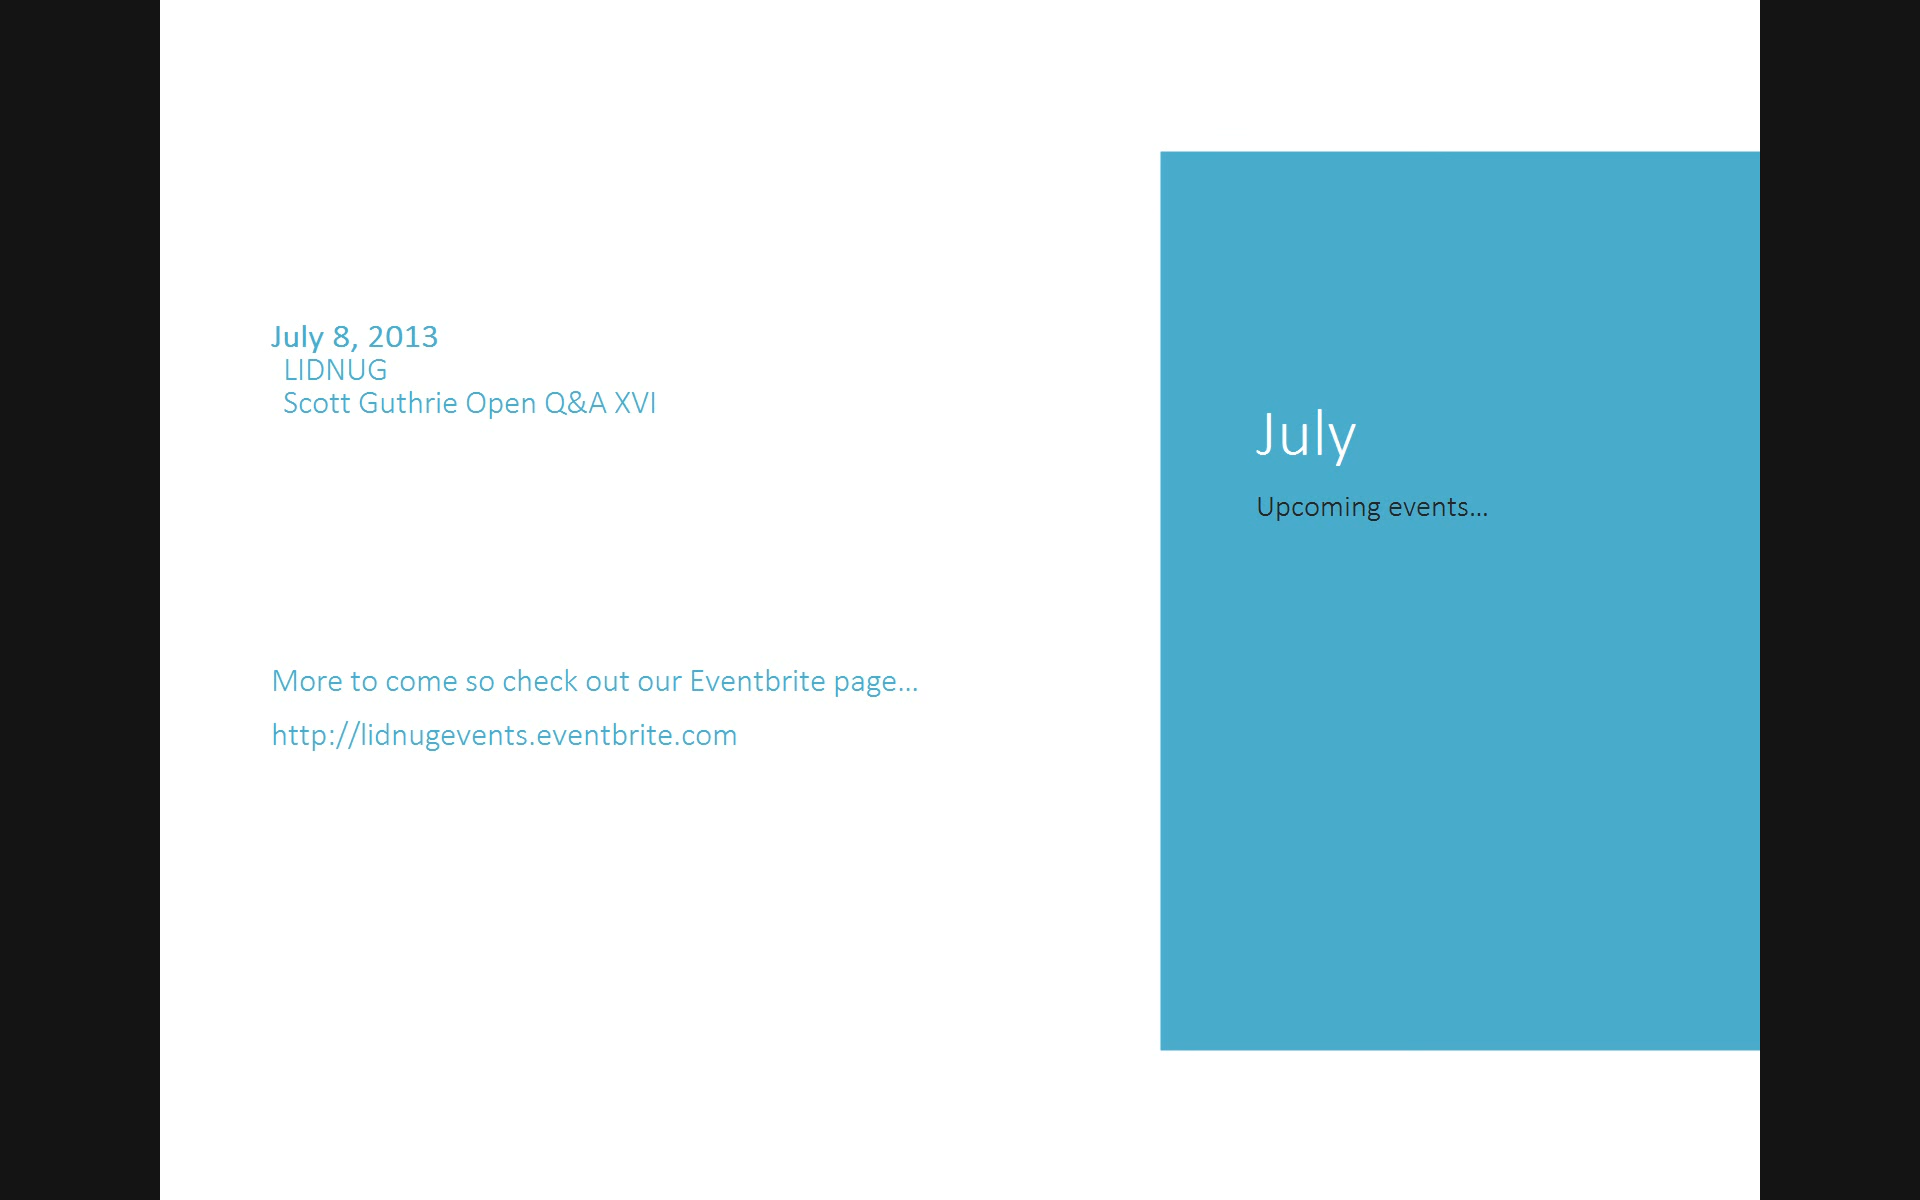 July 8, 2013
LIDNUG
Scott Guthrie Open Q&A XVI
More to come so check out our Eventbrite page...
http://lidnugevents.eventbrite.com
July
Upcoming events...